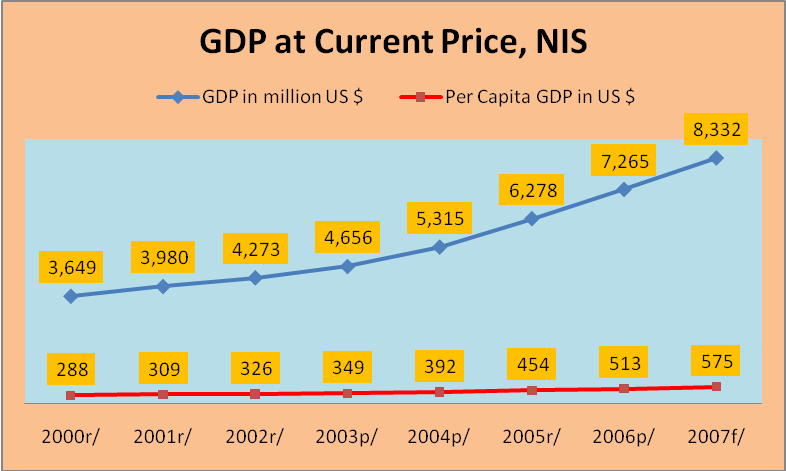 GDP at Current Price, NIS
GDP in million US $ Per Capita GDP in US $
8,332
7,265
6,278
5,315
4,656
4,273
3,980
3,649
288 309 326 349 392 454 513 575
2000r/ 2001r/ 2002r/ 2003p/ 2004p/ 2005r/ 2006p/ 2007f/